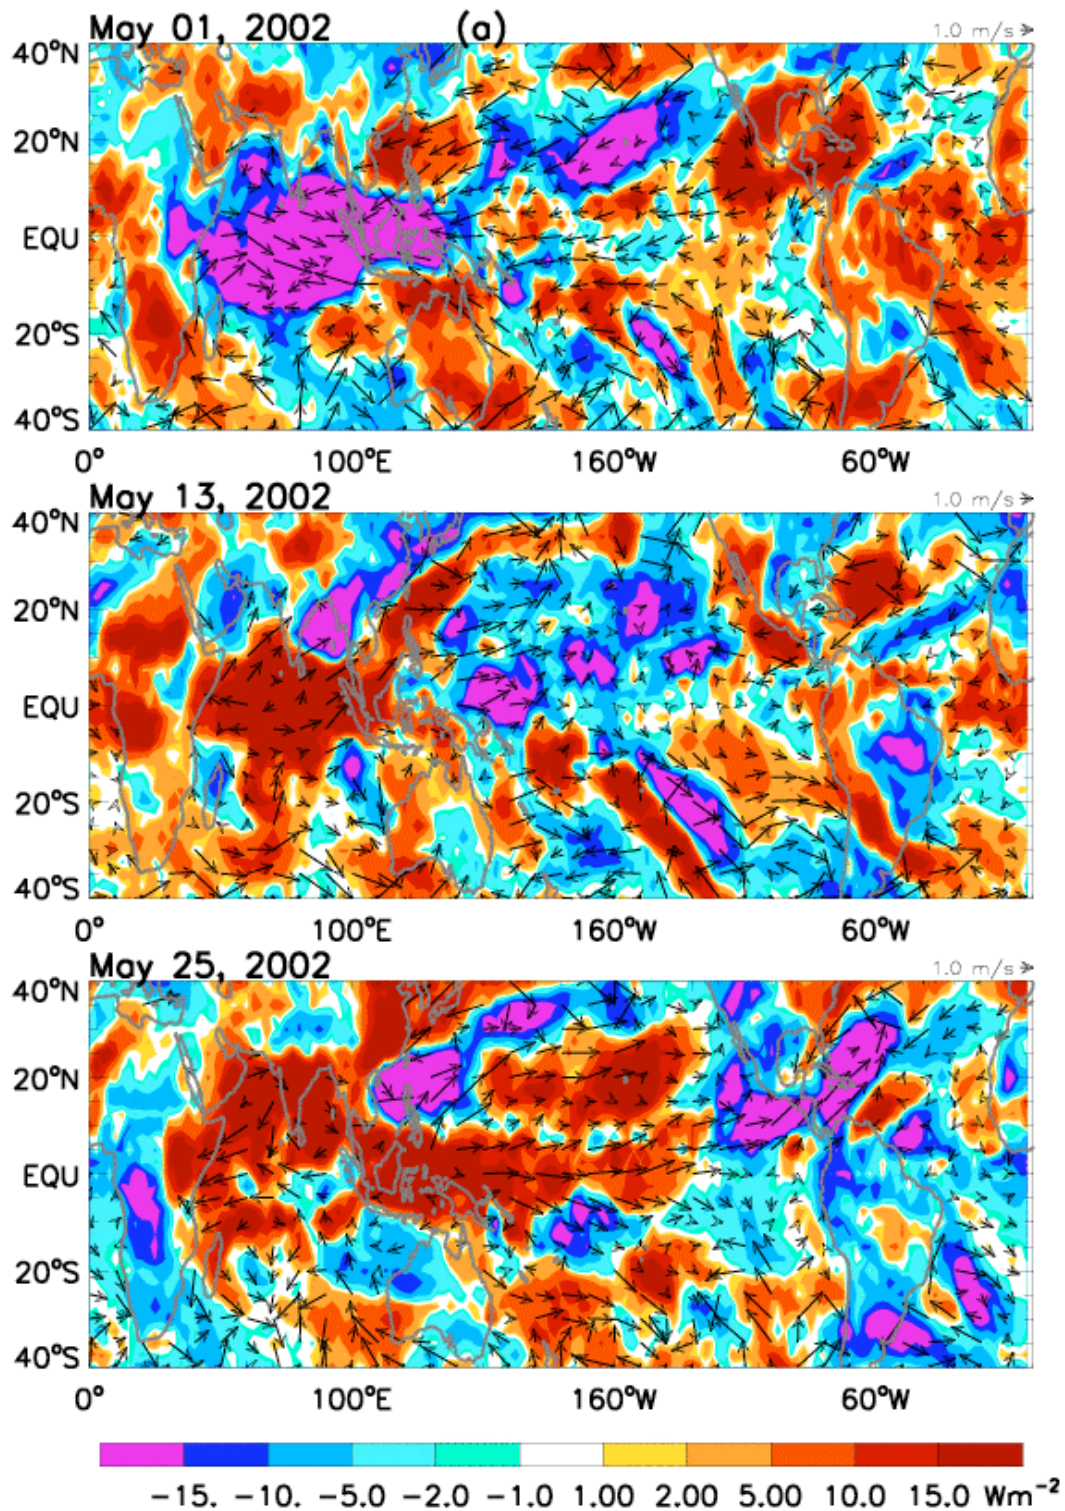 May 01, 2002 (a) 1.0 m/s
40°N
20°N
EQU
20°S
40°S
0° 100°E 160°W 60°W
May 13, 2002 1.0 m/s
40°N
20°N
EQU
20°S
40°S
0° 100°E 160°W 60°W
May 25, 2002 1.0 m/s
40°N
20°N
EQU
20°S
40°S
0° 100°E 160°W 60°W
-15. -10. -5.0 -2.0 -1.0 1.00 2.00 5.00 10.0 15.0 Wm⁻²